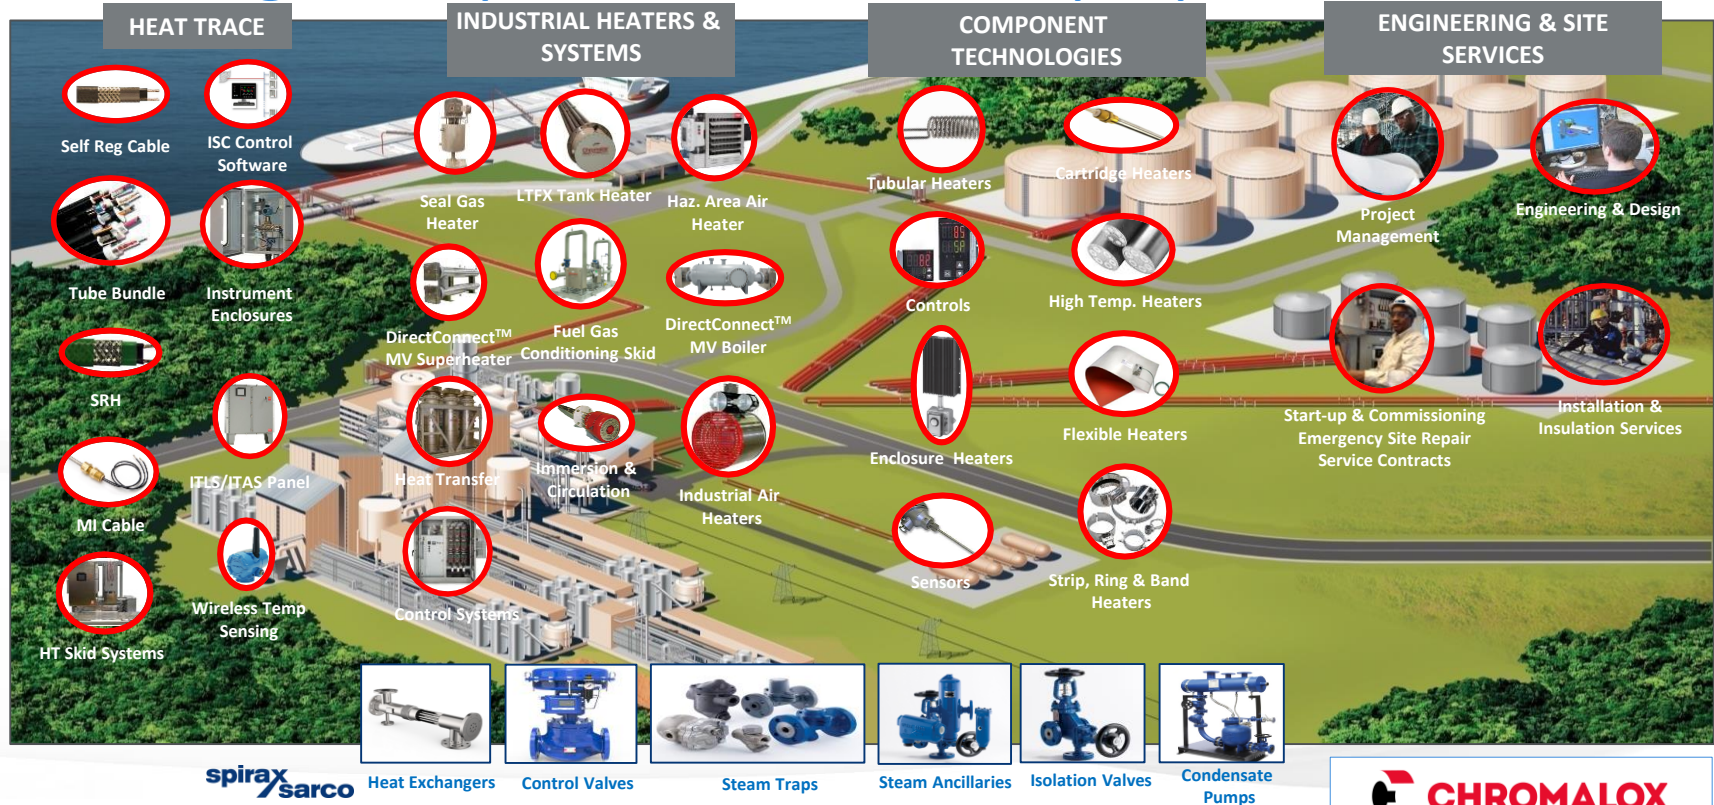 HEAT TRACE
INDUSTRIAL HEATERS &
SYSTEMS
COMPONENT
TECHNOLOGIES
ENGINEERING & SITE
SERVICES
Self Reg Cable
ISC Control
Software
Tube Bundle
Instrument
Enclosures
SRH
ITLS/ITAS Panel
MI Cable
Wireless Temp
Sensing
HT Skid Systems
Seal Gas
Heater
LTFX Tank Heater
Haz. Area Air
Heater
DirectConnect™
MV Superheater
Fuel Gas
Conditioning Skid
DirectConnect™
MV Boiler
Heat Transfer
Immersion &
Circulation
Industrial Air
Heaters
Control Systems
Tubular Heaters
Cartridge Heaters
Controls
High Temp. Heaters
Enclosure Heaters
Flexible Heaters
Sensors
Strip, Ring & Band
Heaters
Project
Management
Engineering & Design
Start-up & Commissioning
Emergency Site Repair
Service Contracts
Installation &
Insulation Services
spirax
sarco
Heat Exchangers
Control Valves
Steam Traps
Steam Ancillaries
Isolation Valves
Condensate
Pumps
CHROMALOX